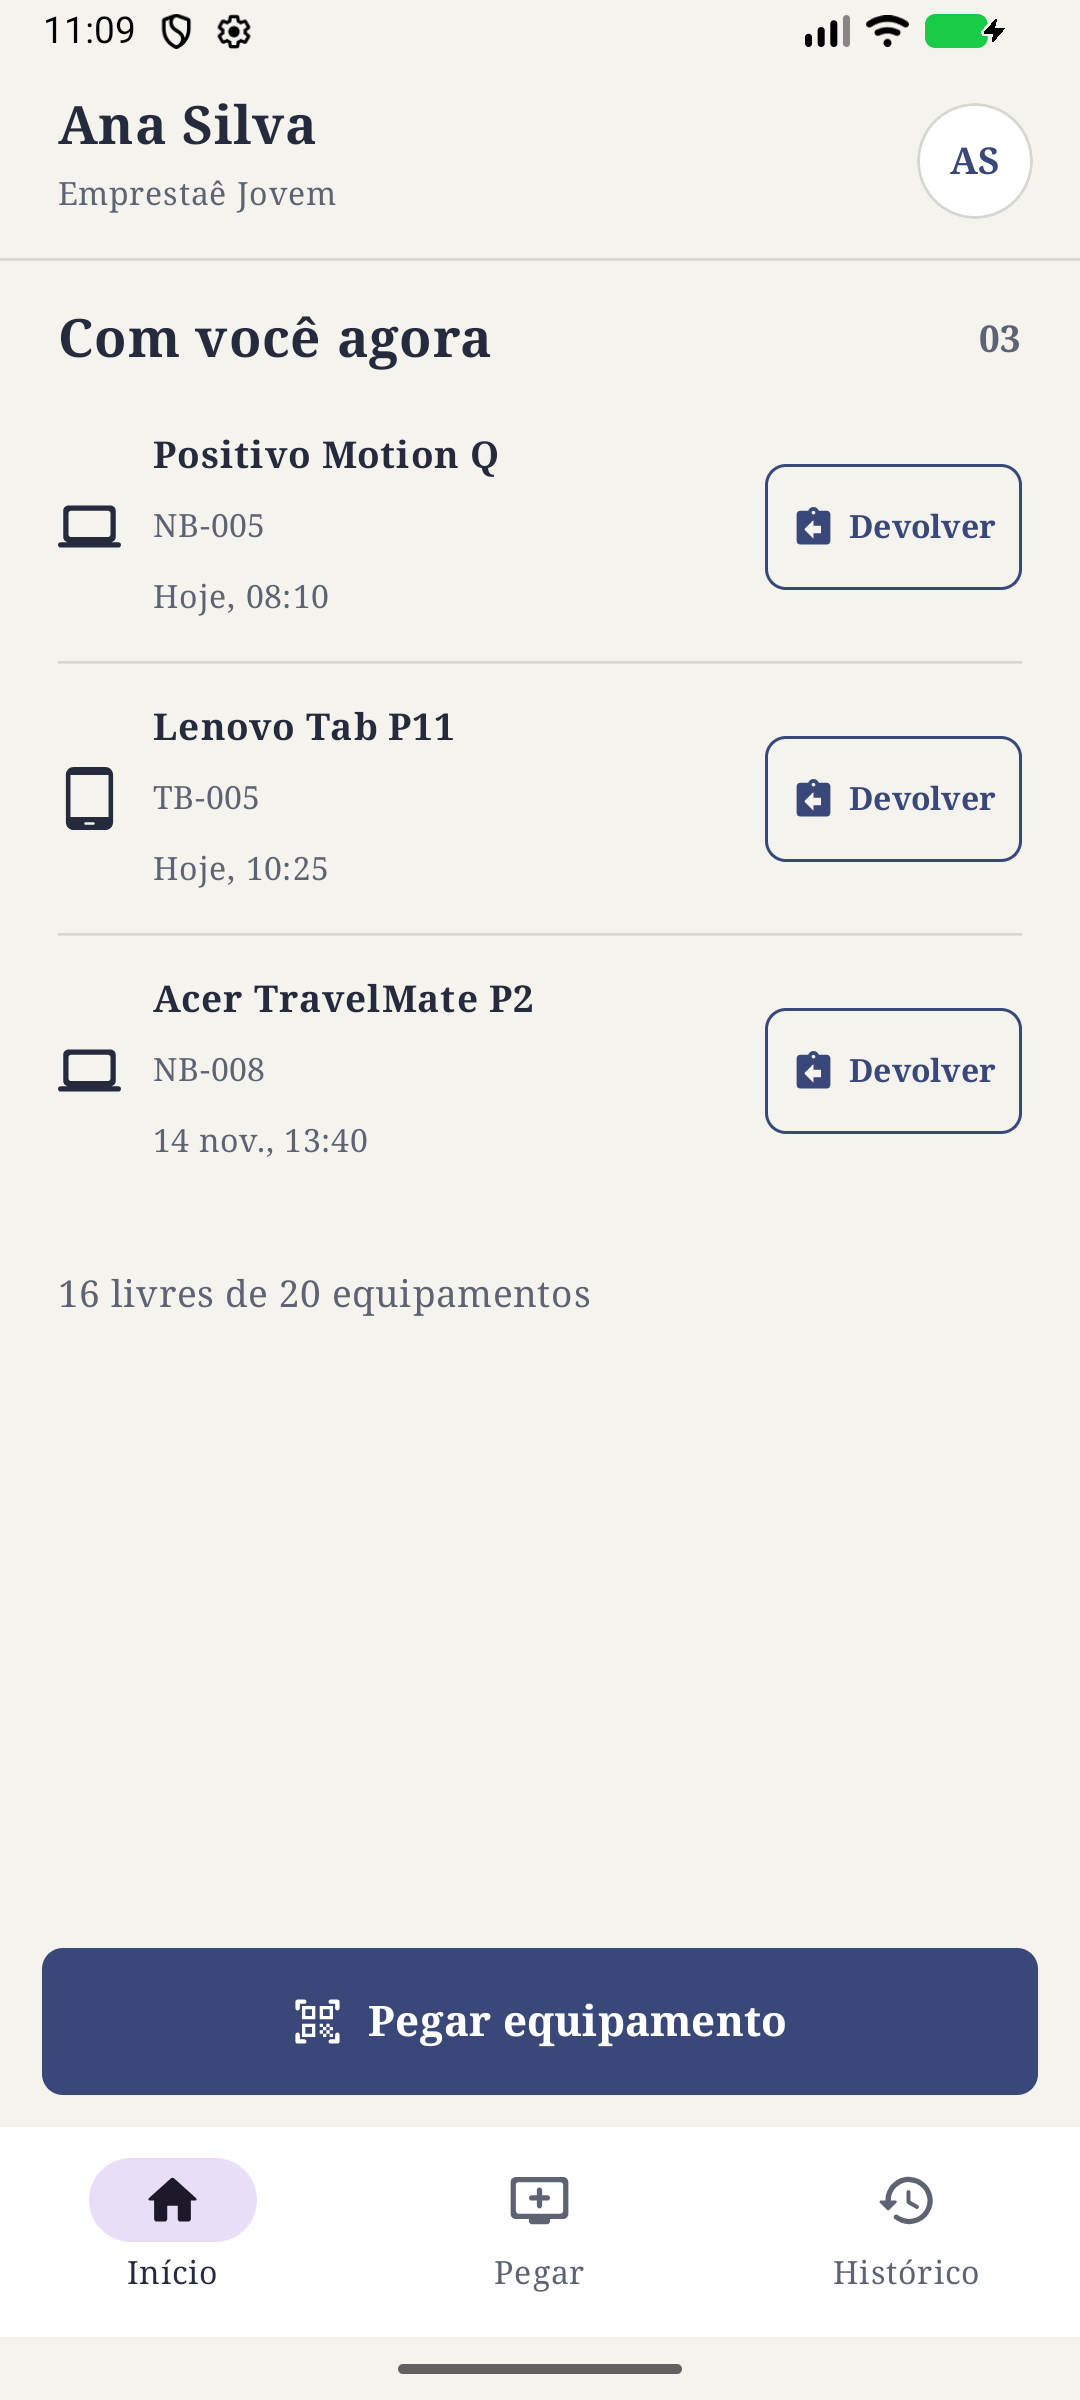 11:09
Ana Silva
Emprestaê Jovem
AS
Com você agora
03
Positivo Motion Q
NB-005
Hoje, 08:10
Devolver
Lenovo Tab P11
TB-005
Hoje, 10:25
Devolver
Acer TravelMate P2
NB-008
14 nov., 13:40
Devolver
16 livres de 20 equipamentos
Pegar equipamento
Início
Pegar
Histórico